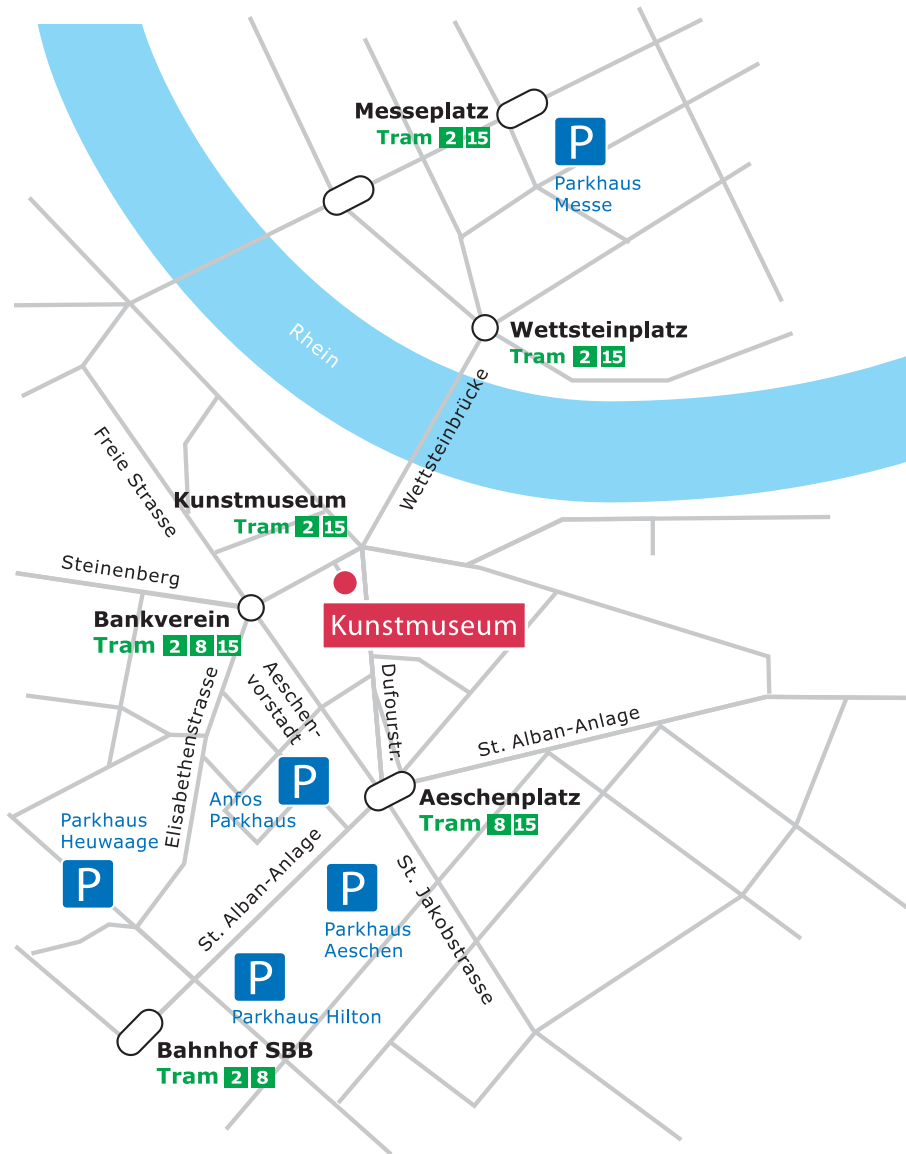 Messeplatz
Tram 2 15
P
Parkhaus
Messe
Rhein
Wettsteinplatz
Tram 2 15
Wettsteinbrücke
Freie Strasse
Kunstmuseum
Tram 2 15
Steinenberg
Kunstmuseum
Bankverein
Tram 2 8 15
Aeschen-
vorstadt
Dufourstr.
Elisabethenstrasse
St. Alban-Anlage
P
Anfos
Parkhaus
Aeschenplatz
Tram 8 15
Parkhaus
Heuwaage
P
St. Alban-Anlage
P
Parkhaus
Aeschen
St. Jakobstrasse
P
Parkhaus Hilton
Bahnhof SBB
Tram 2 8